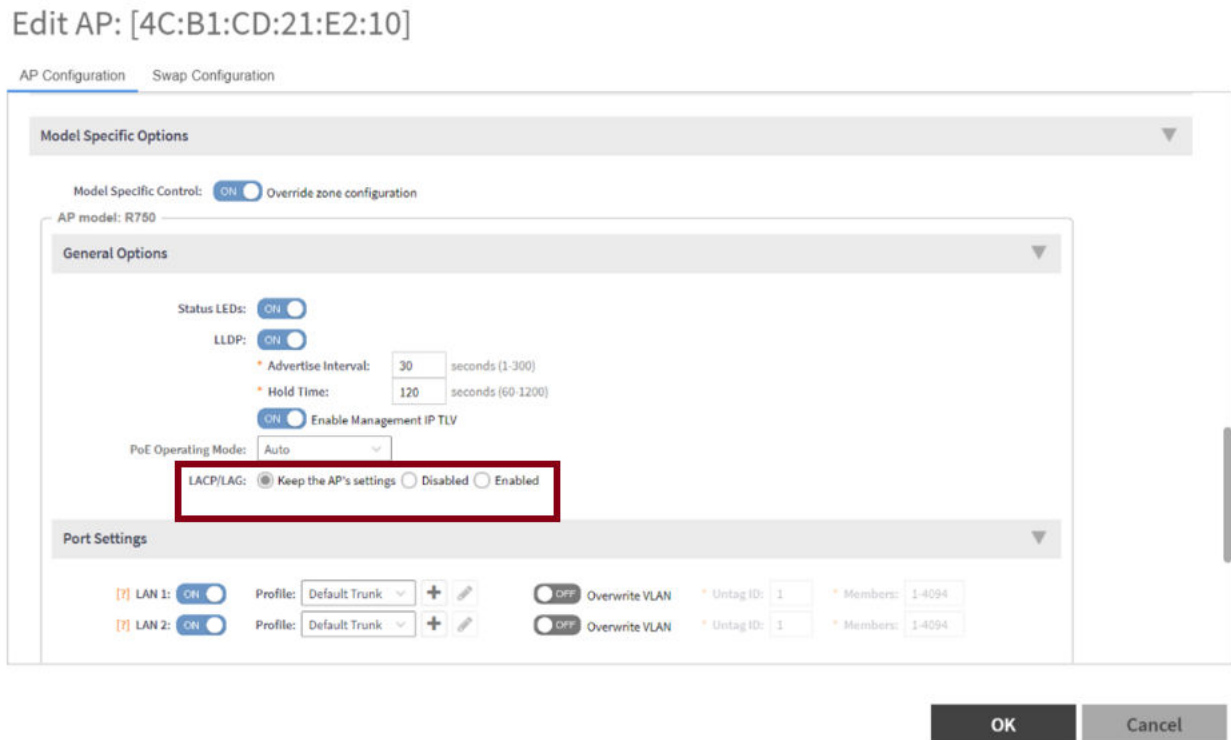 Edit AP: [4C:B1:CD:21:E2:10]
AP Configuration Swap Configuration
Model Specific Options
Model Specific Control: ON Override zone configuration
AP model: R750
General Options
Status LEDs: ON
LLDP: ON
* Advertise Interval: 30 seconds (1-300)
* Hold Time: 120 seconds (60-1200)
ON Enable Management IP TLV
PoE Operating Mode: Auto
LACP/LAG: Keep the AP's settings Disabled Enabled
Port Settings
[?] LAN 1: ON Profile: Default Trunk + OFF Overwrite VLAN * Untag ID: 1 * Members: 1-4094
[?] LAN 2: ON Profile: Default Trunk + OFF Overwrite VLAN * Untag ID: 1 * Members: 1-4094
OK Cancel